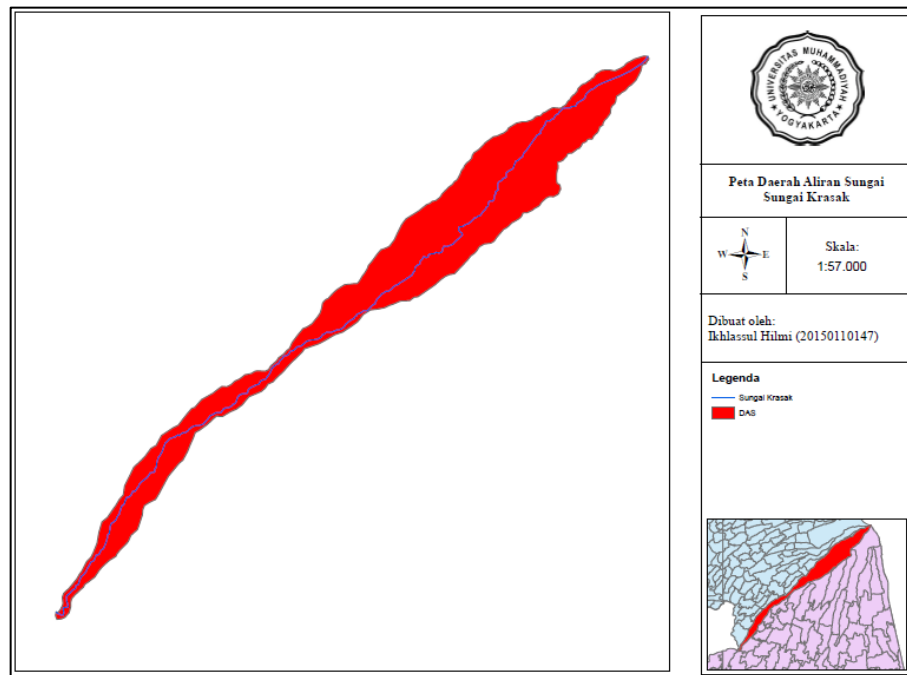 UNIVERSITAS MUHAMMADIYAH
YOGYAKARTA
Peta Daerah Aliran Sungai
Sungai Krasak
N
W E
S
Skala:
1:57.000
Dibuat oleh:
Ikhlassul Hilmi (20150110147)
Legenda
Sungai Krasak
DAS